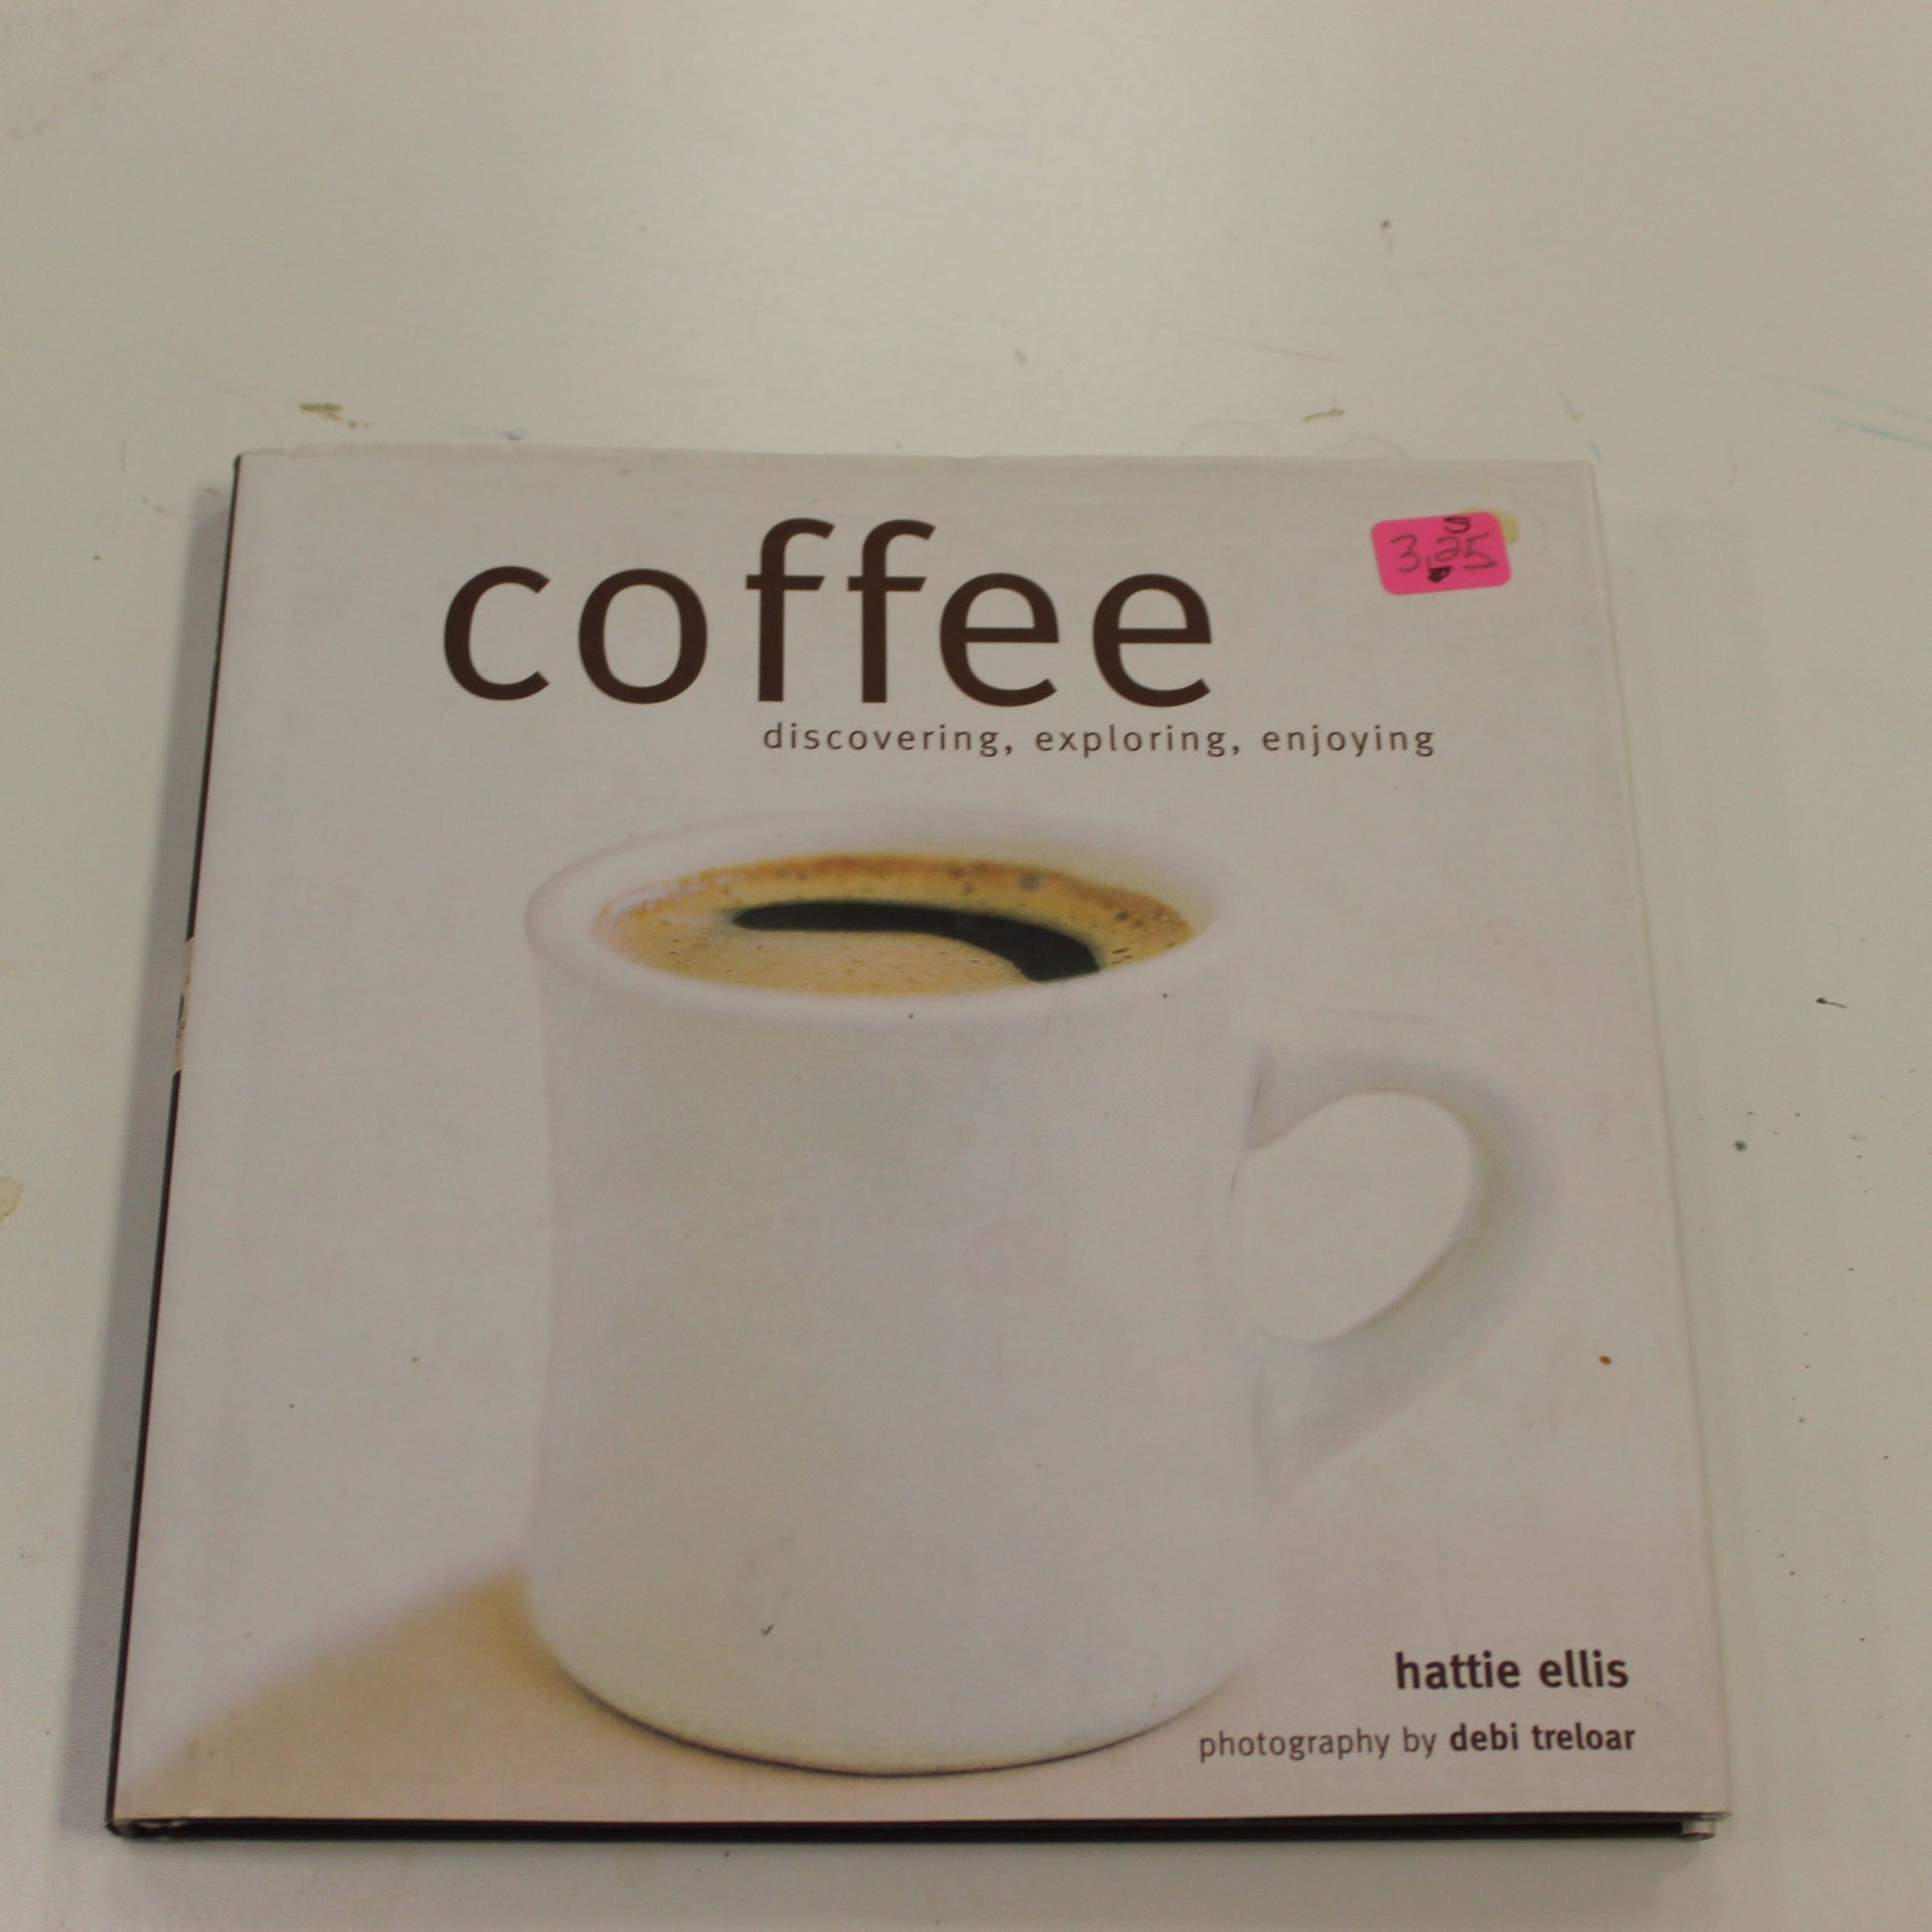 coffee
3.25
discovering, exploring, enjoying
hattie ellis
photography by debi treloar